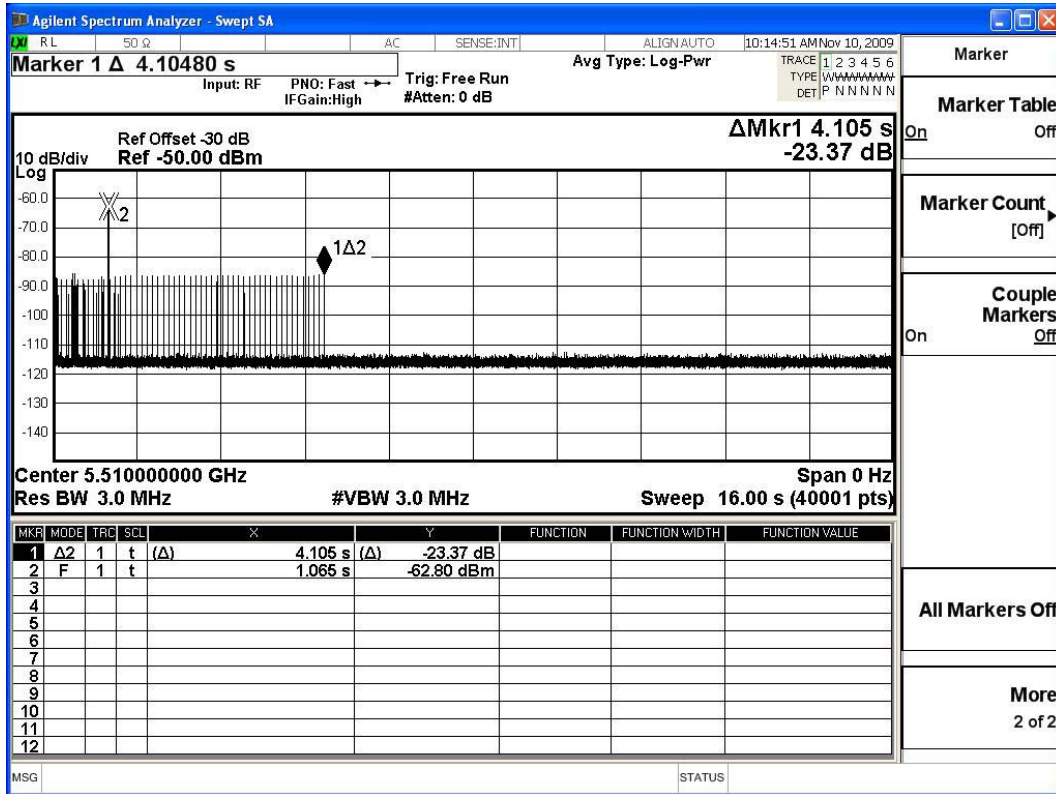 Agilent Spectrum Analyzer - Swept SA
LXI RL 50 Ω AC SENSE:INT ALIGN AUTO 10:14:51 AM Nov 10, 2009
Marker 1 Δ 4.10480 s
Input: RF PNO: Fast Trig: Free Run Avg Type: Log-Pwr
IFGain:High #Atten: 0 dB
TRACE 1 2 3 4 5 6
TYPE WWWWWW
DET P N N N N N
ΔMkr1 4.105 s
-23.37 dB
Ref Offset -30 dB
10 dB/div Ref -50.00 dBm
Log
-60.0
-70.0
-80.0
-90.0
-100
-110
-120
-130
-140
2
1Δ2
Center 5.510000000 GHz Span 0 Hz
Res BW 3.0 MHz #VBW 3.0 MHz Sweep 16.00 s (40001 pts)
MKR MODE TRC SCL X Y FUNCTION FUNCTION WIDTH FUNCTION VALUE
1 Δ2 1 t (Δ) 4.105 s (Δ) -23.37 dB
2 F 1 t 1.065 s -62.80 dBm
3
4
5
6
7
8
9
10
11
12
MSG STATUS
Marker
Marker Table
On Off
Marker Count
[Off]
Couple
Markers
On Off
All Markers Off
More
2 of 2